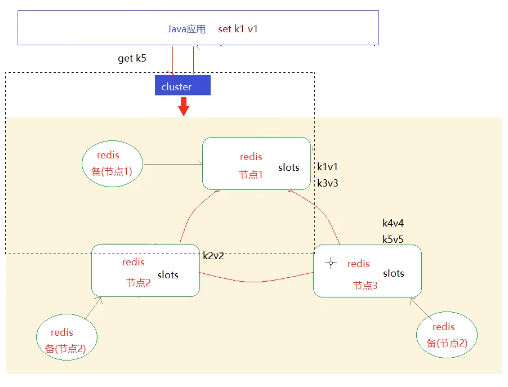 Java应用 set k1 v1
get k5
cluster
redis
备(节点1)
redis
节点1
slots
k1v1
k3v3
k4v4
k5v5
k2v2
redis
节点2
slots
redis
节点3
slots
redis
备(节点2)
redis
备(节点2)